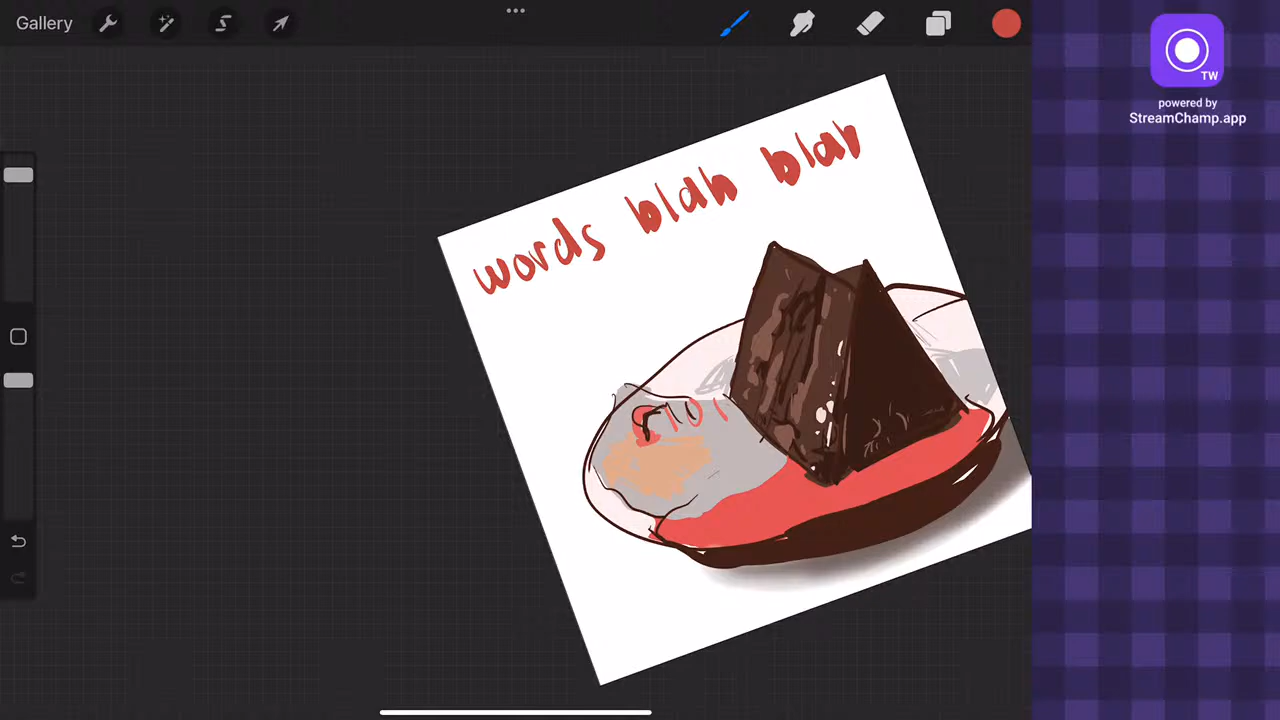 Gallery
TW
powered by
StreamChamp.app
words blah blah